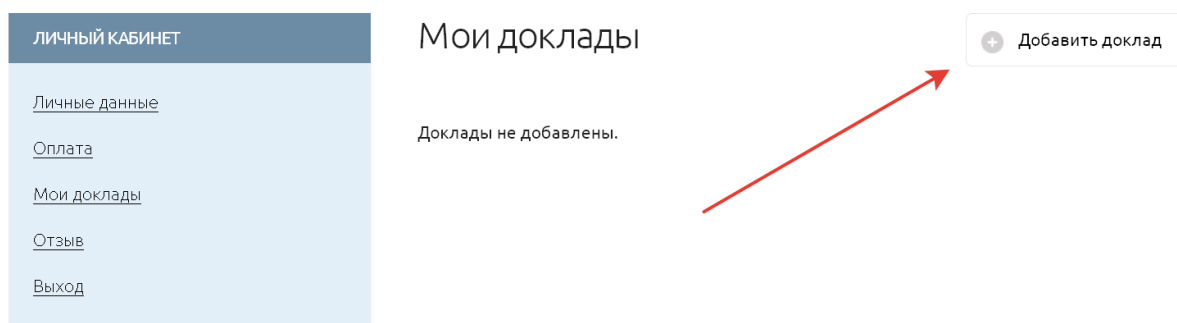 ЛИЧНЫЙ КАБИНЕТ
Личные данные
Оплата
Мои доклады
Отзыв
Выход
Мои доклады
Добавить доклад
Доклады не добавлены.